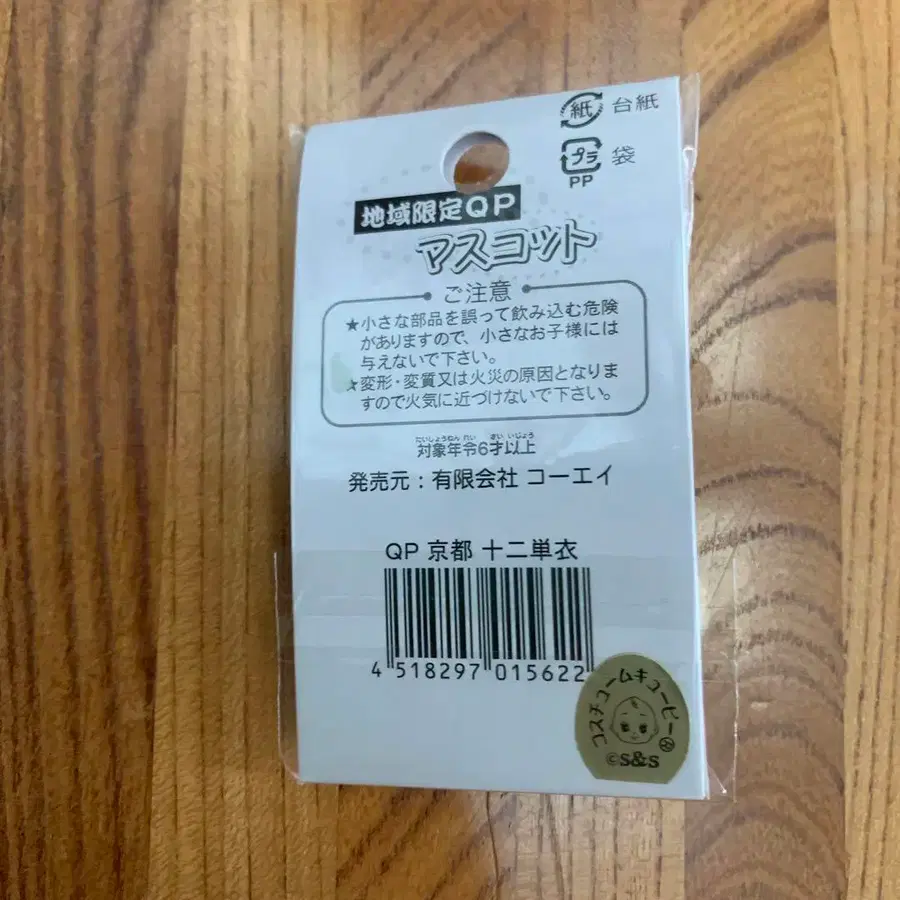 紙 台紙
プラ 袋
PP
地域限定QP
マスコット
ご注意
★小さな部品を誤って飲み込む危険
がありますので、小さなお子様には
与えないで下さい。
★変形・変質又は火災の原因となりま
すので火気に近づけないで下さい。
たいしょうねんれい さい いじょう
対象年令6才以上
発売元:有限会社 コーエイ
QP 京都 十二単衣
4 518297 015622
コスチュームキューピー
©S&S